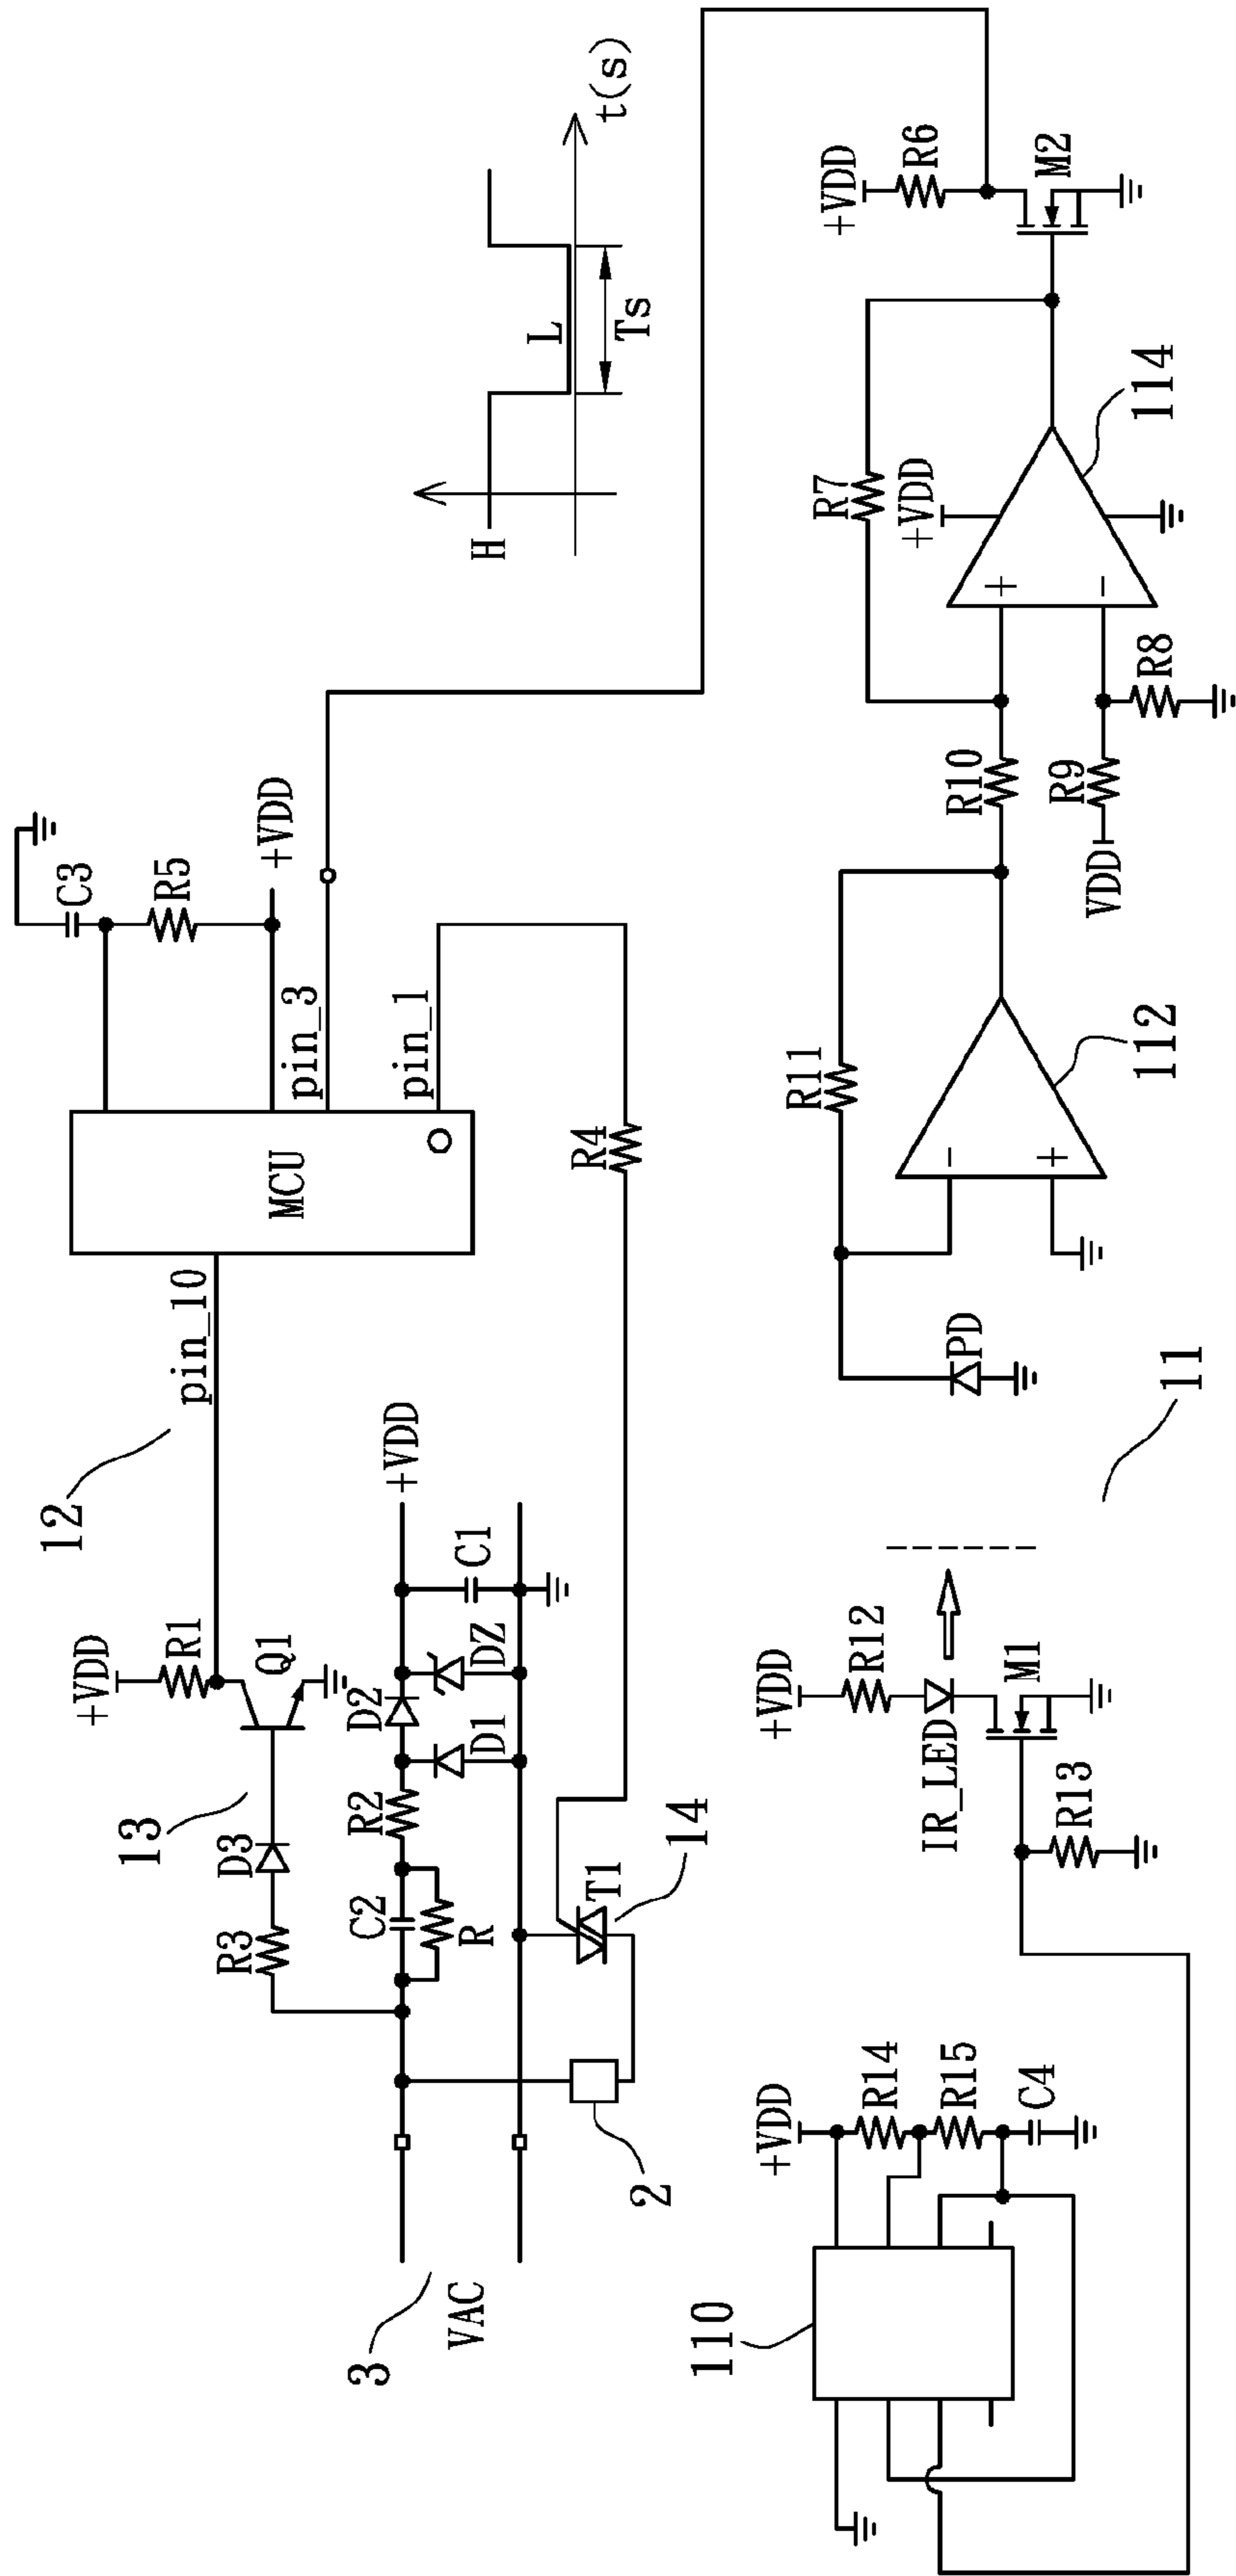 12
13
+VDD
R1
Q1
D3
R3
pin_10
MCU
C3
R5
+VDD
pin_3
pin_1
R4
H
L
Ts
t(s)
3
VAC
C2
R
R2
D2
D1
DZ
C1
+VDD
2
T1
14
110
+VDD
R14
R15
C4
+VDD
R12
IR_LED
M1
R13
11
PD
R11
-
+
112
R10
VDD
R9
R8
R7
+VDD
+
-
114
+VDD
R6
M2